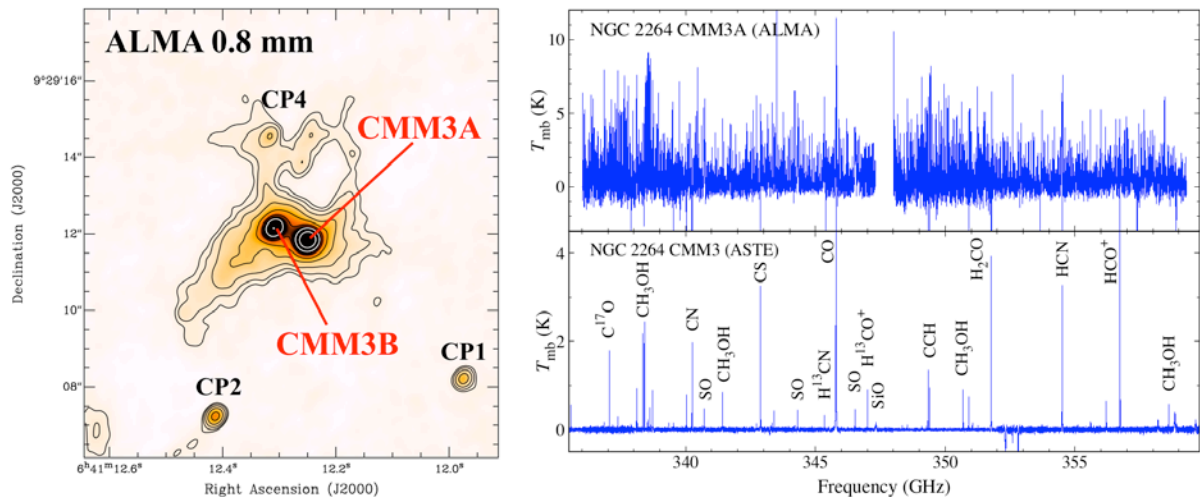 ALMA 0.8 mm
9°29'16"
CP4
CMM3A
14"
12"
10"
CMM3B
CP1
08"
CP2
6ʰ41ᵐ12.6ˢ
12.4ˢ
12.2ˢ
12.0ˢ
Declination (J2000)
Right Ascension (J2000)
NGC 2264 CMM3A (ALMA)
10
5
0
Tmb (K)
NGC 2264 CMM3 (ASTE)
4
2
0
Tmb (K)
C¹⁷O
CH₃OH
CN
SO
CH₃OH
CS
SO
H¹³CN
CO
SO
H¹³CO⁺
SiO
CCH
CH₃OH
H₂CO
HCN
HCO⁺
CH₃OH
340
345
350
355
Frequency (GHz)